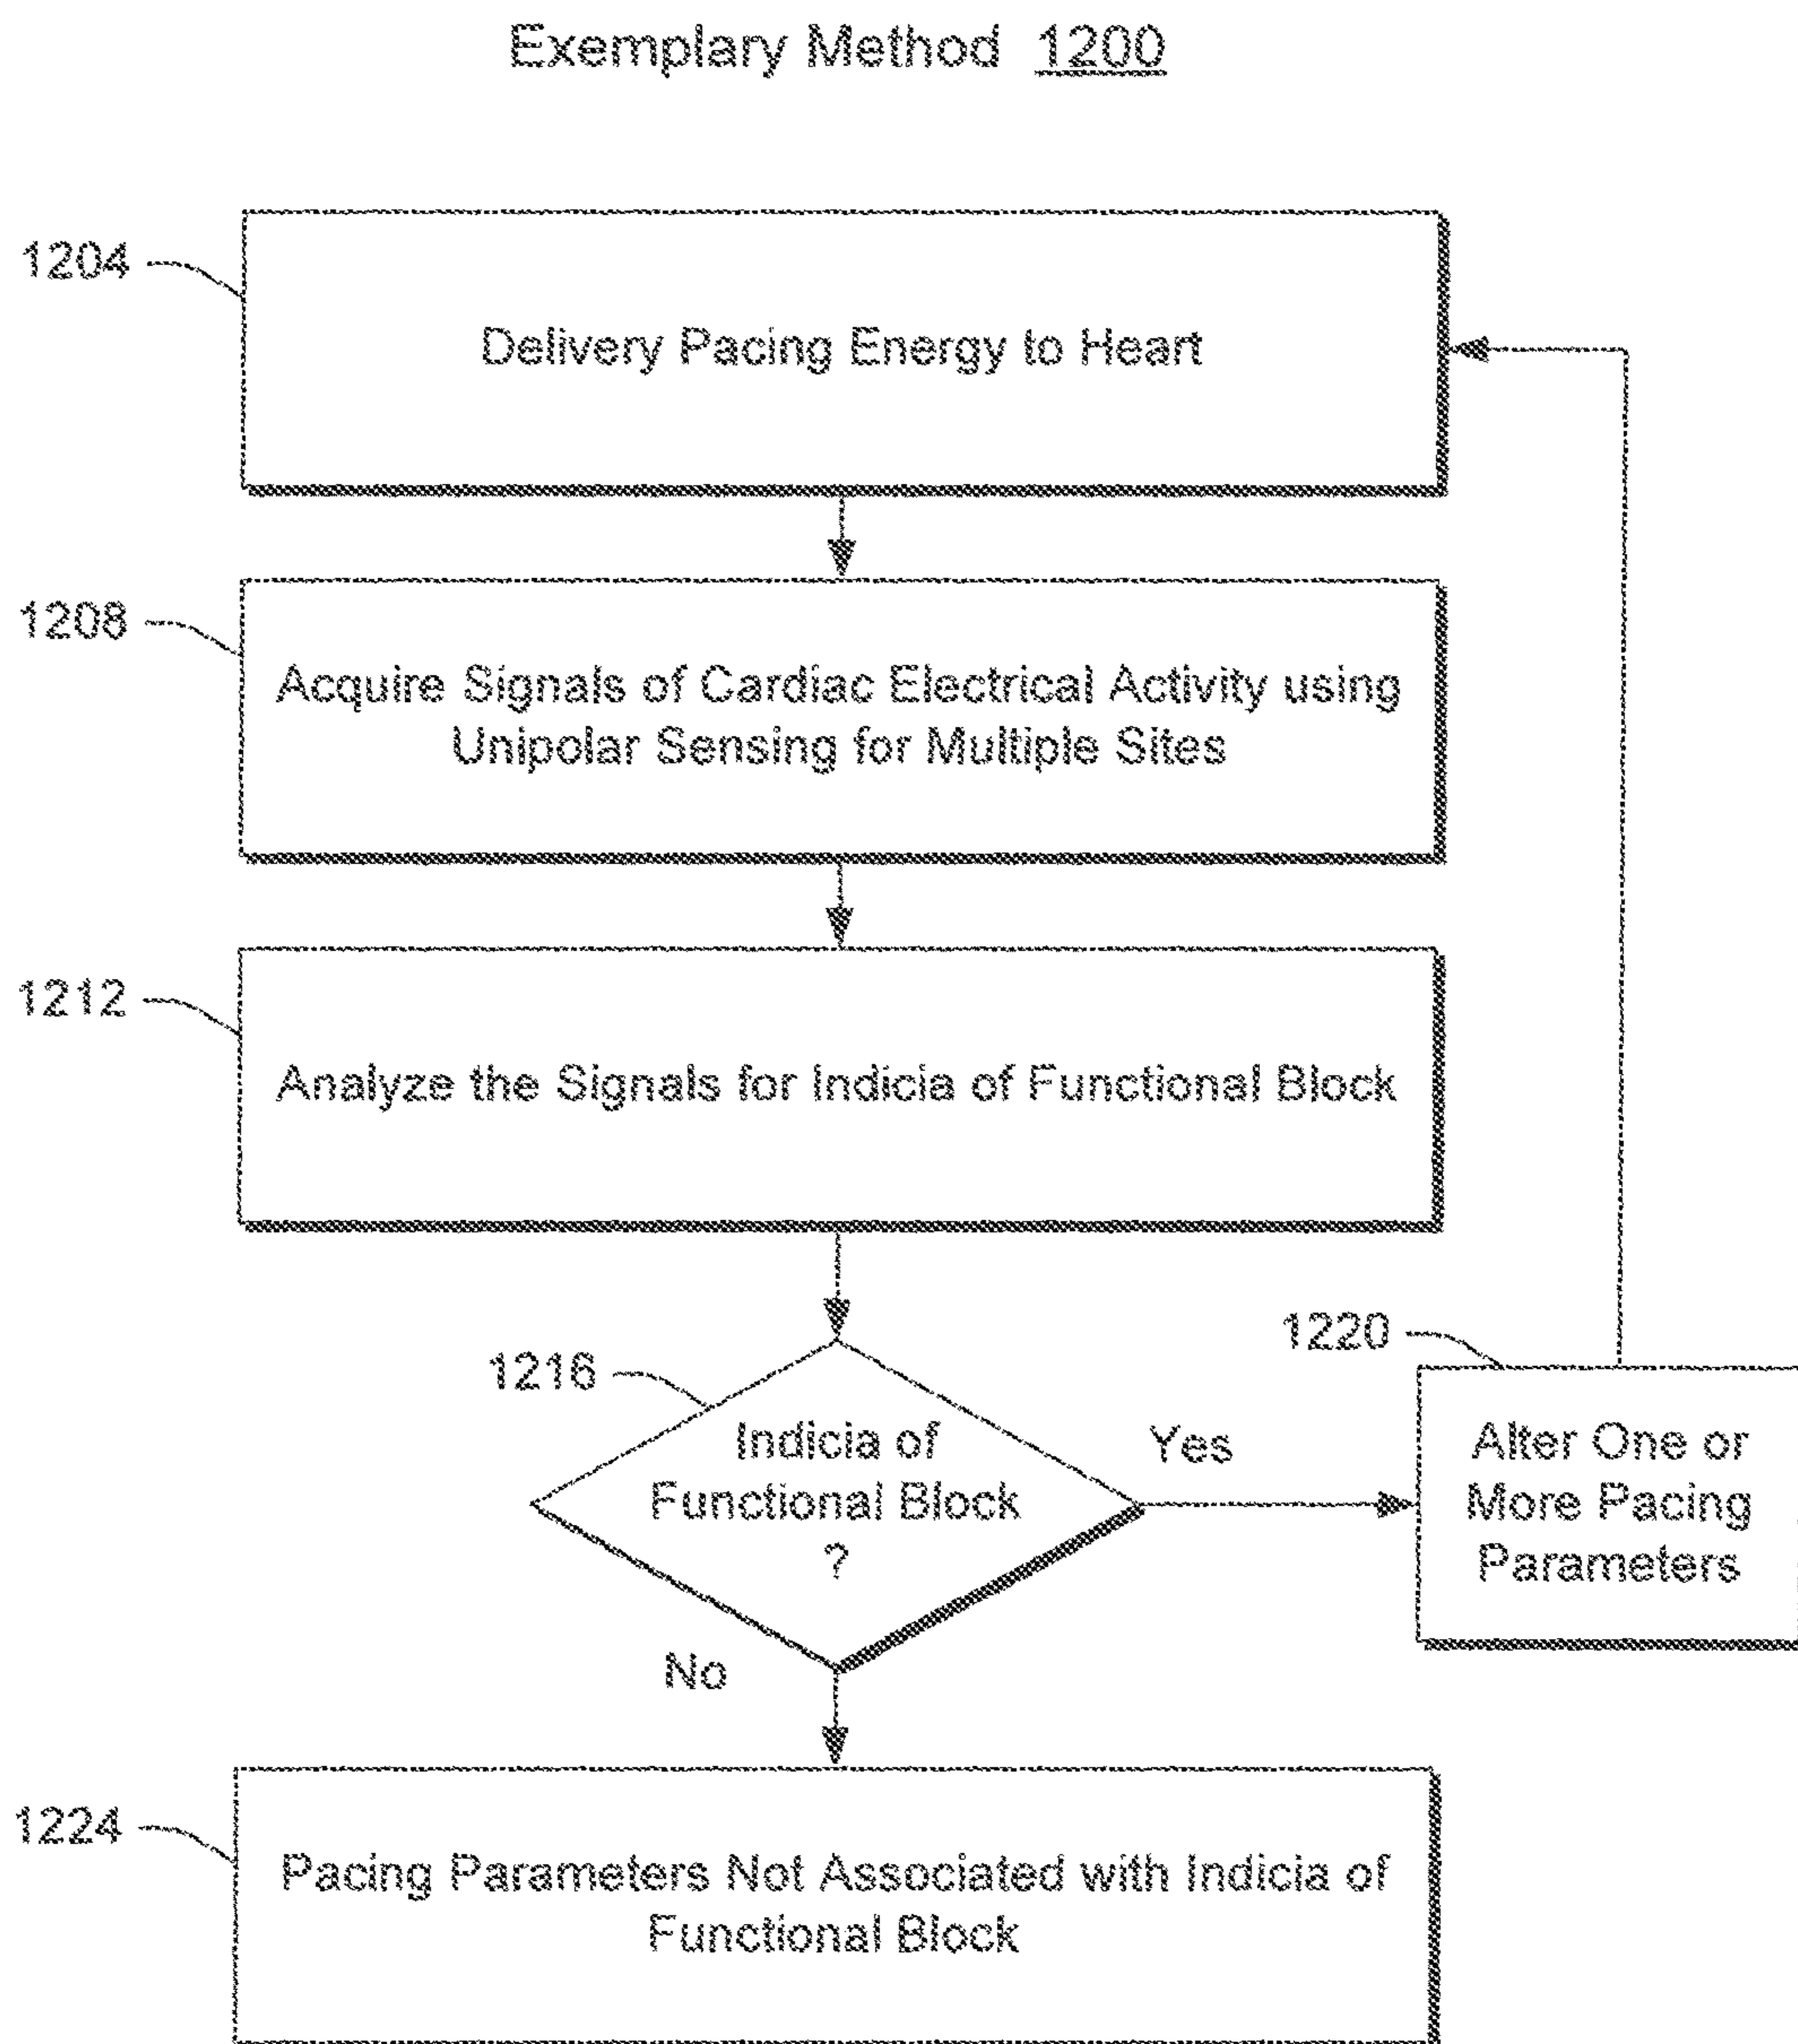 Exemplary Method 1200
1204
Delivery Pacing Energy to Heart
1208
Acquire Signals of Cardiac Electrical Activity using
Unipolar Sensing for Multiple Sites
1212
Analyze the Signals for Indicia of Functional Block
1216
Indicia of
Functional Block
?
Yes
1220
Alter One or
More Pacing
Parameters
No
1224
Pacing Parameters Not Associated with Indicia of
Functional Block